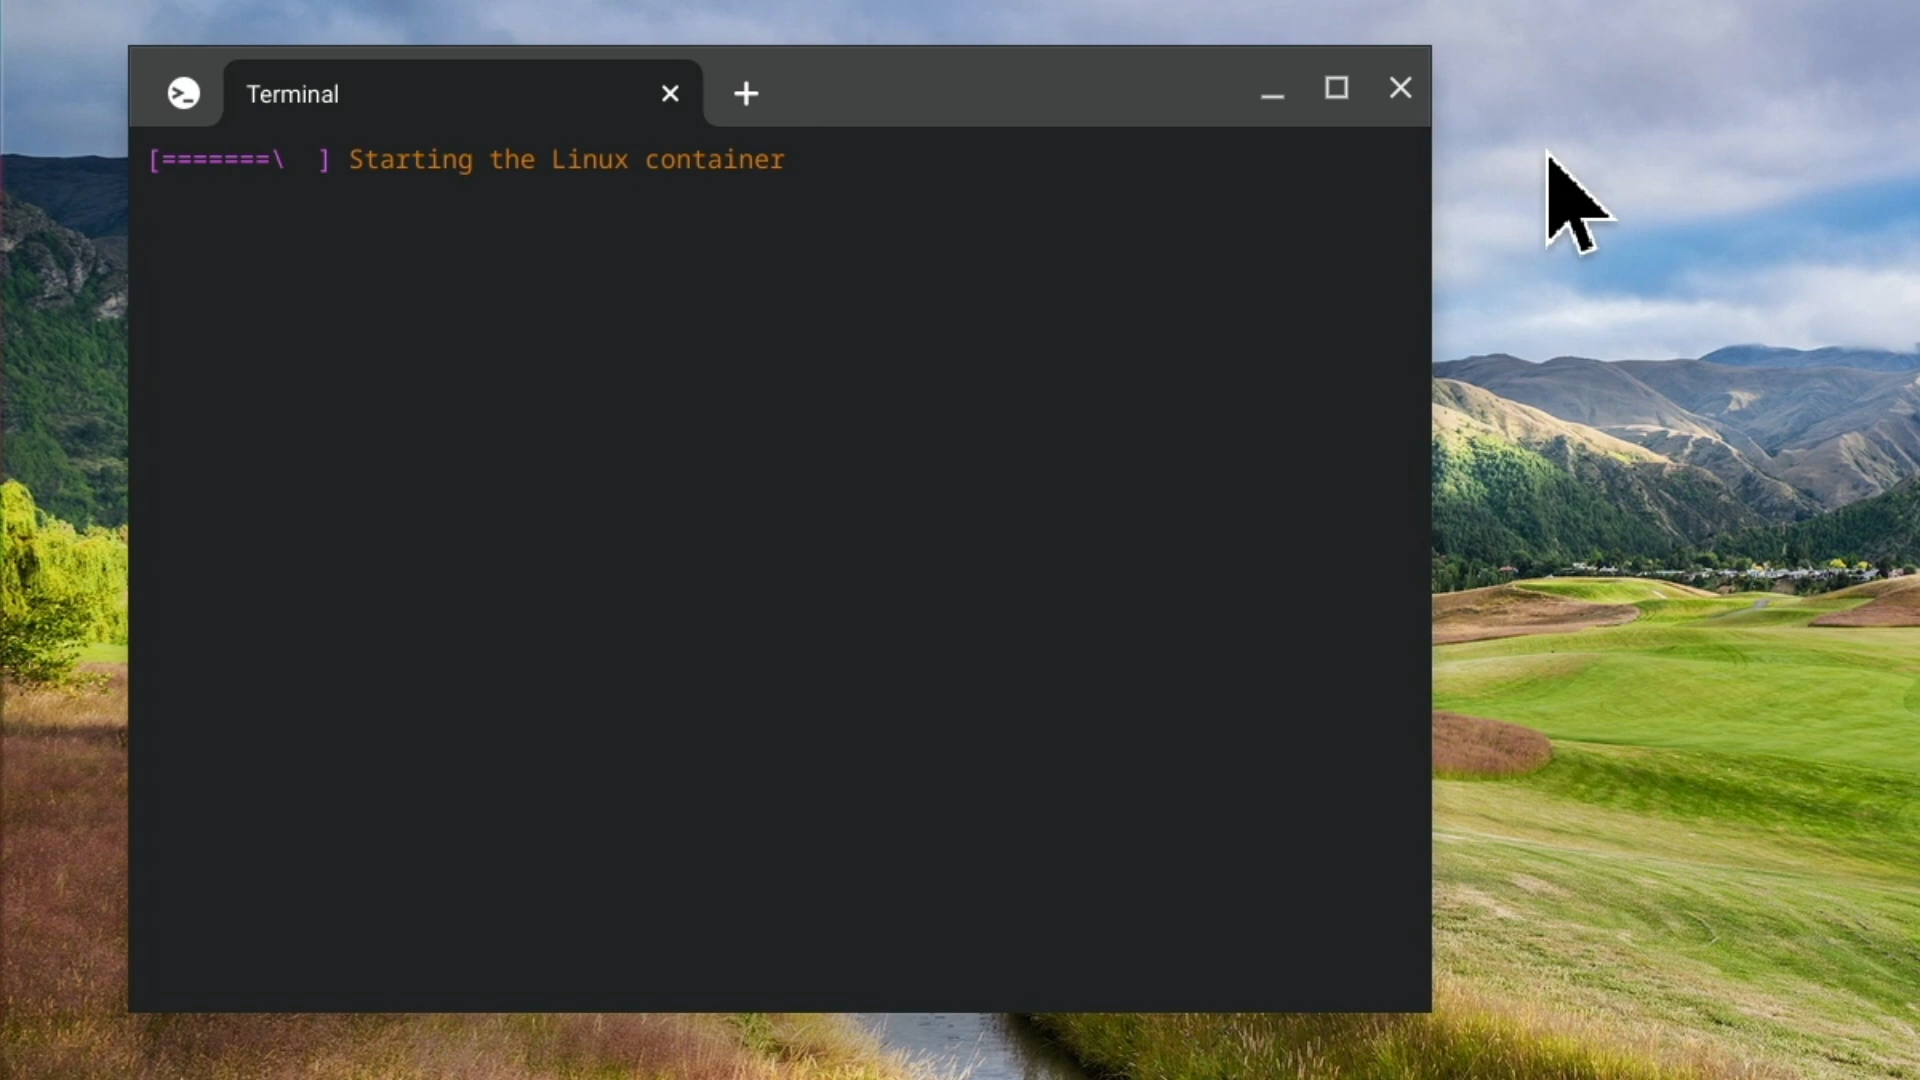 Terminal
[=======\  ] Starting the Linux container